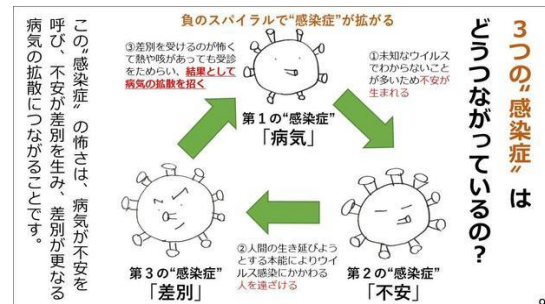 ３つの〝感染症〟は
どうつながっているの？
負のスパイラルで“感染症”が拡がる
①未知なウイルス
でわからないこと
が多いため不安が
生まれる
第１の“感染症”
「病気」
②人間の生き延びよう
とする本能によりウイ
ルス感染にかかわる
人を遠ざける
第２の“感染症”
「不安」
③差別を受けるのが怖く
て熱や咳があっても受診
をためらい、結果として
病気の拡散を招く
第３の“感染症”
「差別」
この〝感染症〟の怖さは、病気が不安を
呼び、不安が差別を生み、差別が更なる
病気の拡散につながることです。
9